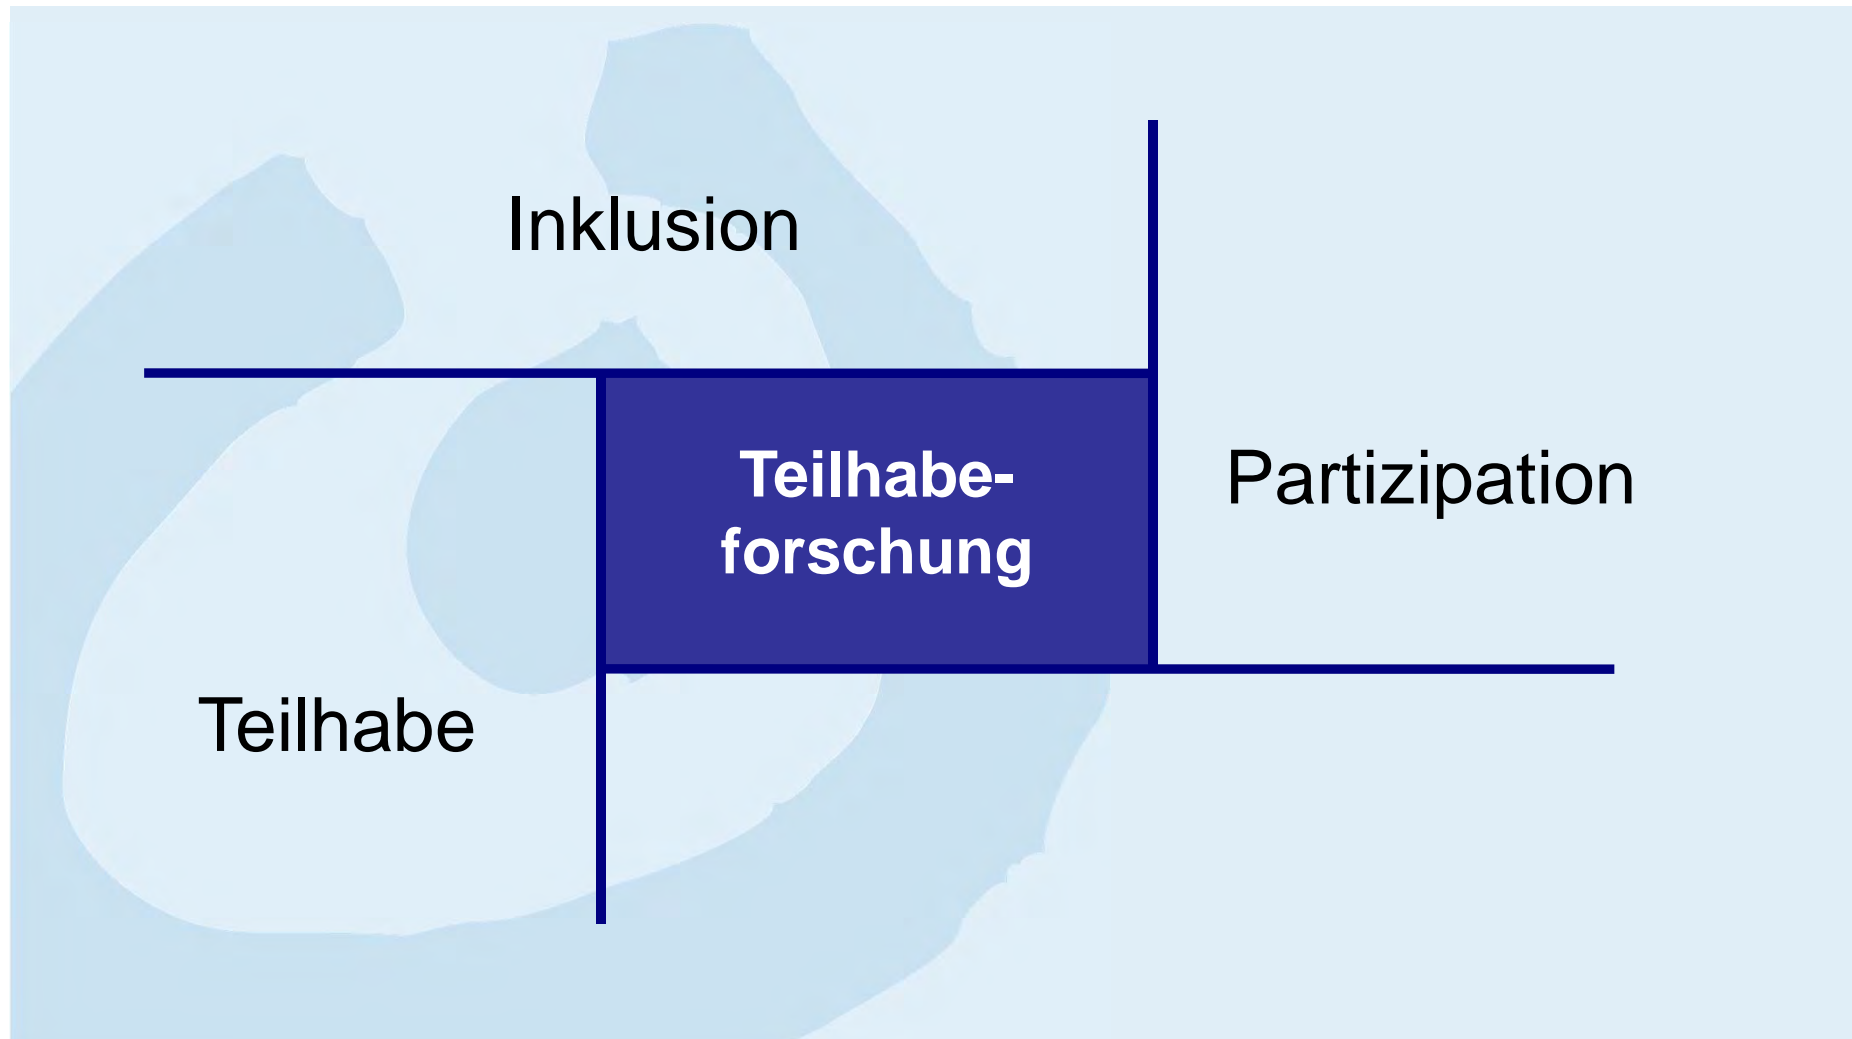 Inklusion
Teilhabe-
forschung
Partizipation
Teilhabe